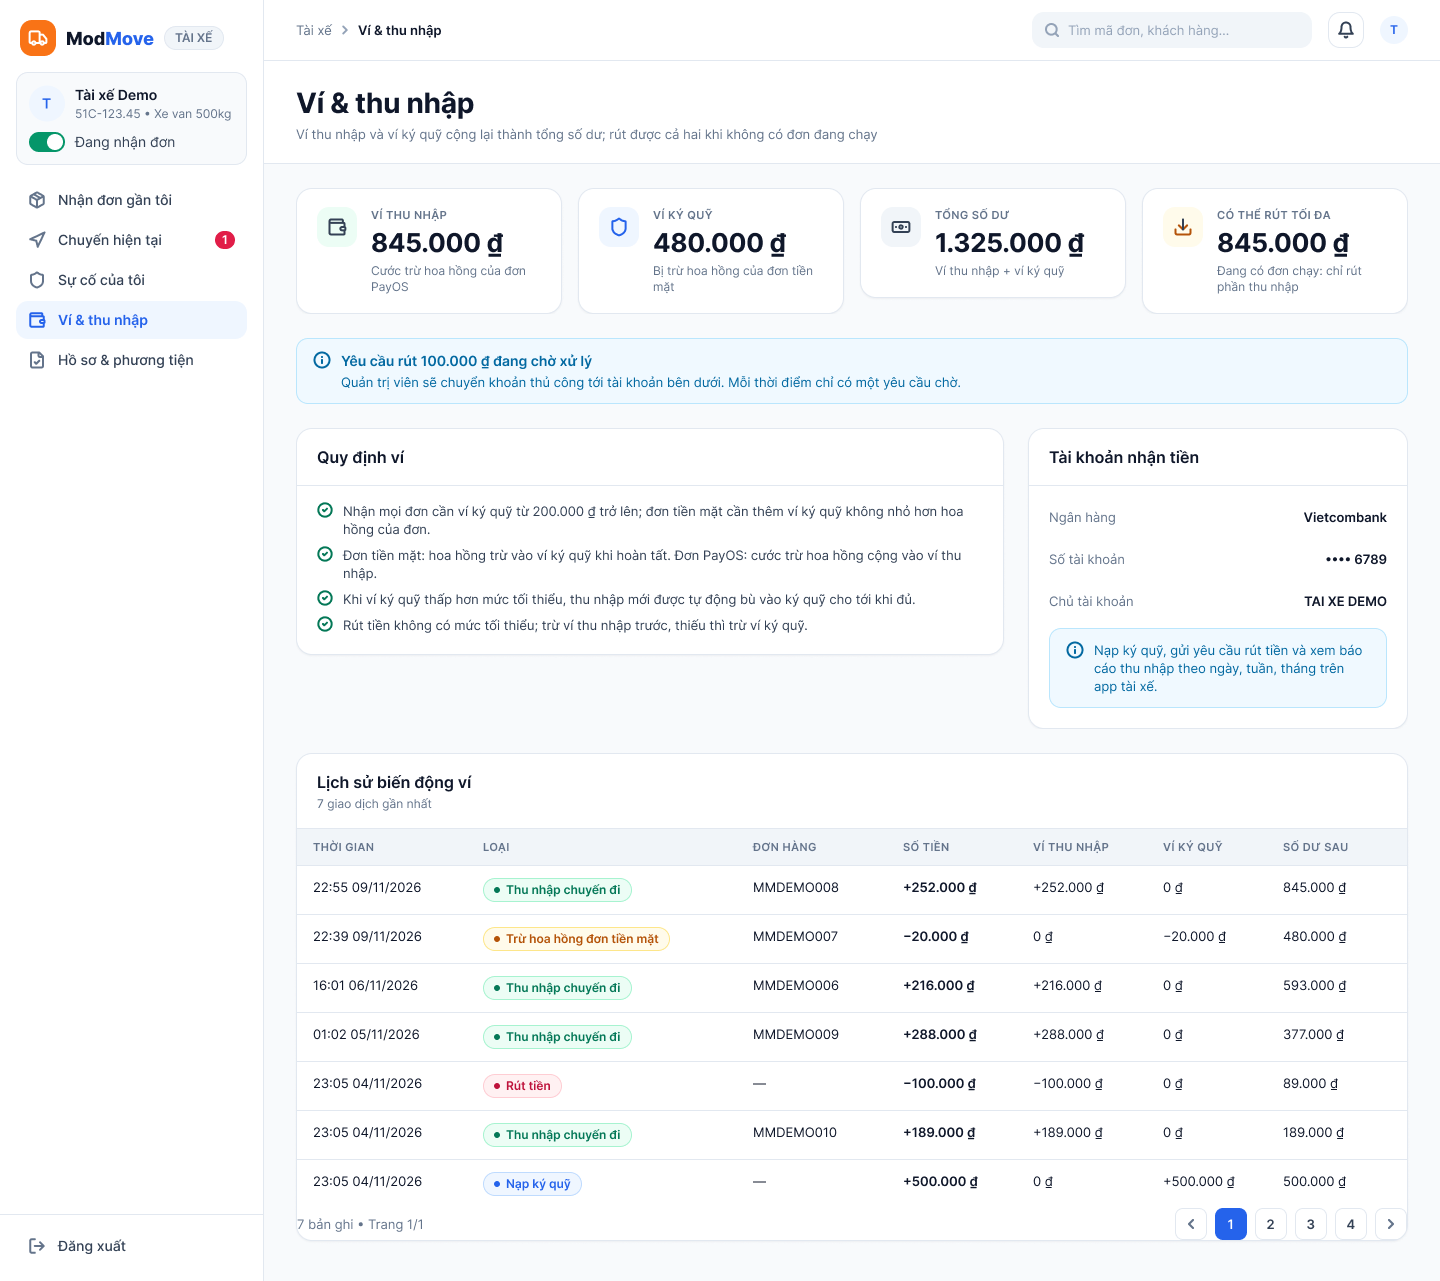 ModMove TÀI XẾ
Tài xế Demo
T
51C-123.45 • Xe van 500kg
Đang nhận đơn
Nhận đơn gần tôi
Chuyến hiện tại 1
Sự cố của tôi
Ví & thu nhập
Hồ sơ & phương tiện
Đăng xuất
Tài xế Ví & thu nhập
Tìm mã đơn, khách hàng...
T
Ví & thu nhập
Ví thu nhập và ví ký quỹ cộng lại thành tổng số dư; rút được cả hai khi không có đơn đang chạy
VÍ THU NHẬP
845.000 ₫
Cước trừ hoa hồng của đơn
PayOS
VÍ KÝ QUỸ
480.000 ₫
Bị trừ hoa hồng của đơn tiền
mặt
TỔNG SỐ DƯ
1.325.000 ₫
Ví thu nhập + ví ký quỹ
CÓ THỂ RÚT TỐI ĐA
845.000 ₫
Đang có đơn chạy: chỉ rút
phần thu nhập
Yêu cầu rút 100.000 ₫ đang chờ xử lý
Quản trị viên sẽ chuyển khoản thủ công tới tài khoản bên dưới. Mỗi thời điểm chỉ có một yêu cầu chờ.
Quy định ví
Nhận mọi đơn cần ví ký quỹ từ 200.000 ₫ trở lên; đơn tiền mặt cần thêm ví ký quỹ không nhỏ hơn hoa
hồng của đơn.
Đơn tiền mặt: hoa hồng trừ vào ví ký quỹ khi hoàn tất. Đơn PayOS: cước trừ hoa hồng cộng vào ví thu
nhập.
Khi ví ký quỹ thấp hơn mức tối thiểu, thu nhập mới được tự động bù vào ký quỹ cho tới khi đủ.
Rút tiền không có mức tối thiểu; trừ ví thu nhập trước, thiếu thì trừ ví ký quỹ.
Tài khoản nhận tiền
Ngân hàng Vietcombank
Số tài khoản •••• 6789
Chủ tài khoản TAI XE DEMO
Nạp ký quỹ, gửi yêu cầu rút tiền và xem báo
cáo thu nhập theo ngày, tuần, tháng trên
app tài xế.
Lịch sử biến động ví
7 giao dịch gần nhất
THỜI GIAN LOẠI ĐƠN HÀNG SỐ TIỀN VÍ THU NHẬP VÍ KÝ QUỸ SỐ DƯ SAU
22:55 09/11/2026 • Thu nhập chuyến đi MMDEMO008 +252.000 ₫ +252.000 ₫ 0 ₫ 845.000 ₫
22:39 09/11/2026 • Trừ hoa hồng đơn tiền mặt MMDEMO007 −20.000 ₫ 0 ₫ −20.000 ₫ 480.000 ₫
16:01 06/11/2026 • Thu nhập chuyến đi MMDEMO006 +216.000 ₫ +216.000 ₫ 0 ₫ 593.000 ₫
01:02 05/11/2026 • Thu nhập chuyến đi MMDEMO009 +288.000 ₫ +288.000 ₫ 0 ₫ 377.000 ₫
23:05 04/11/2026 • Rút tiền — −100.000 ₫ −100.000 ₫ 0 ₫ 89.000 ₫
23:05 04/11/2026 • Thu nhập chuyến đi MMDEMO010 +189.000 ₫ +189.000 ₫ 0 ₫ 189.000 ₫
23:05 04/11/2026 • Nạp ký quỹ — +500.000 ₫ 0 ₫ +500.000 ₫ 500.000 ₫
7 bản ghi • Trang 1/1 1 2 3 4